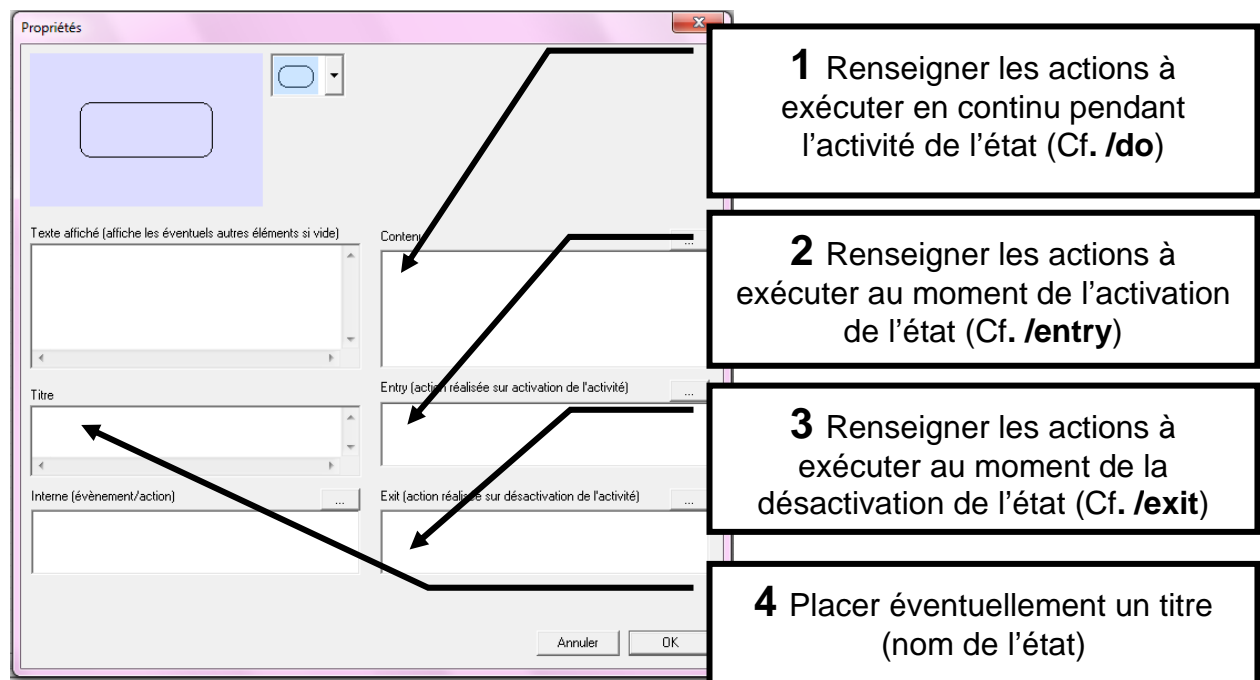 Propriétés
1 Renseigner les actions à
exécuter en continu pendant
l'activité de l'état (Cf. /do)
Texte affiché (affiche les éventuels autres éléments si vide)
Contenu
...
2 Renseigner les actions à
exécuter au moment de l'activation
de l'état (Cf. /entry)
Titre
Entry (action réalisée sur activation de l'activité)
...
3 Renseigner les actions à
exécuter au moment de la
désactivation de l'état (Cf. /exit)
Interne (évènement/action)
...
Exit (action réalisée sur désactivation de l'activité)
...
4 Placer éventuellement un titre
(nom de l'état)
Annuler
OK